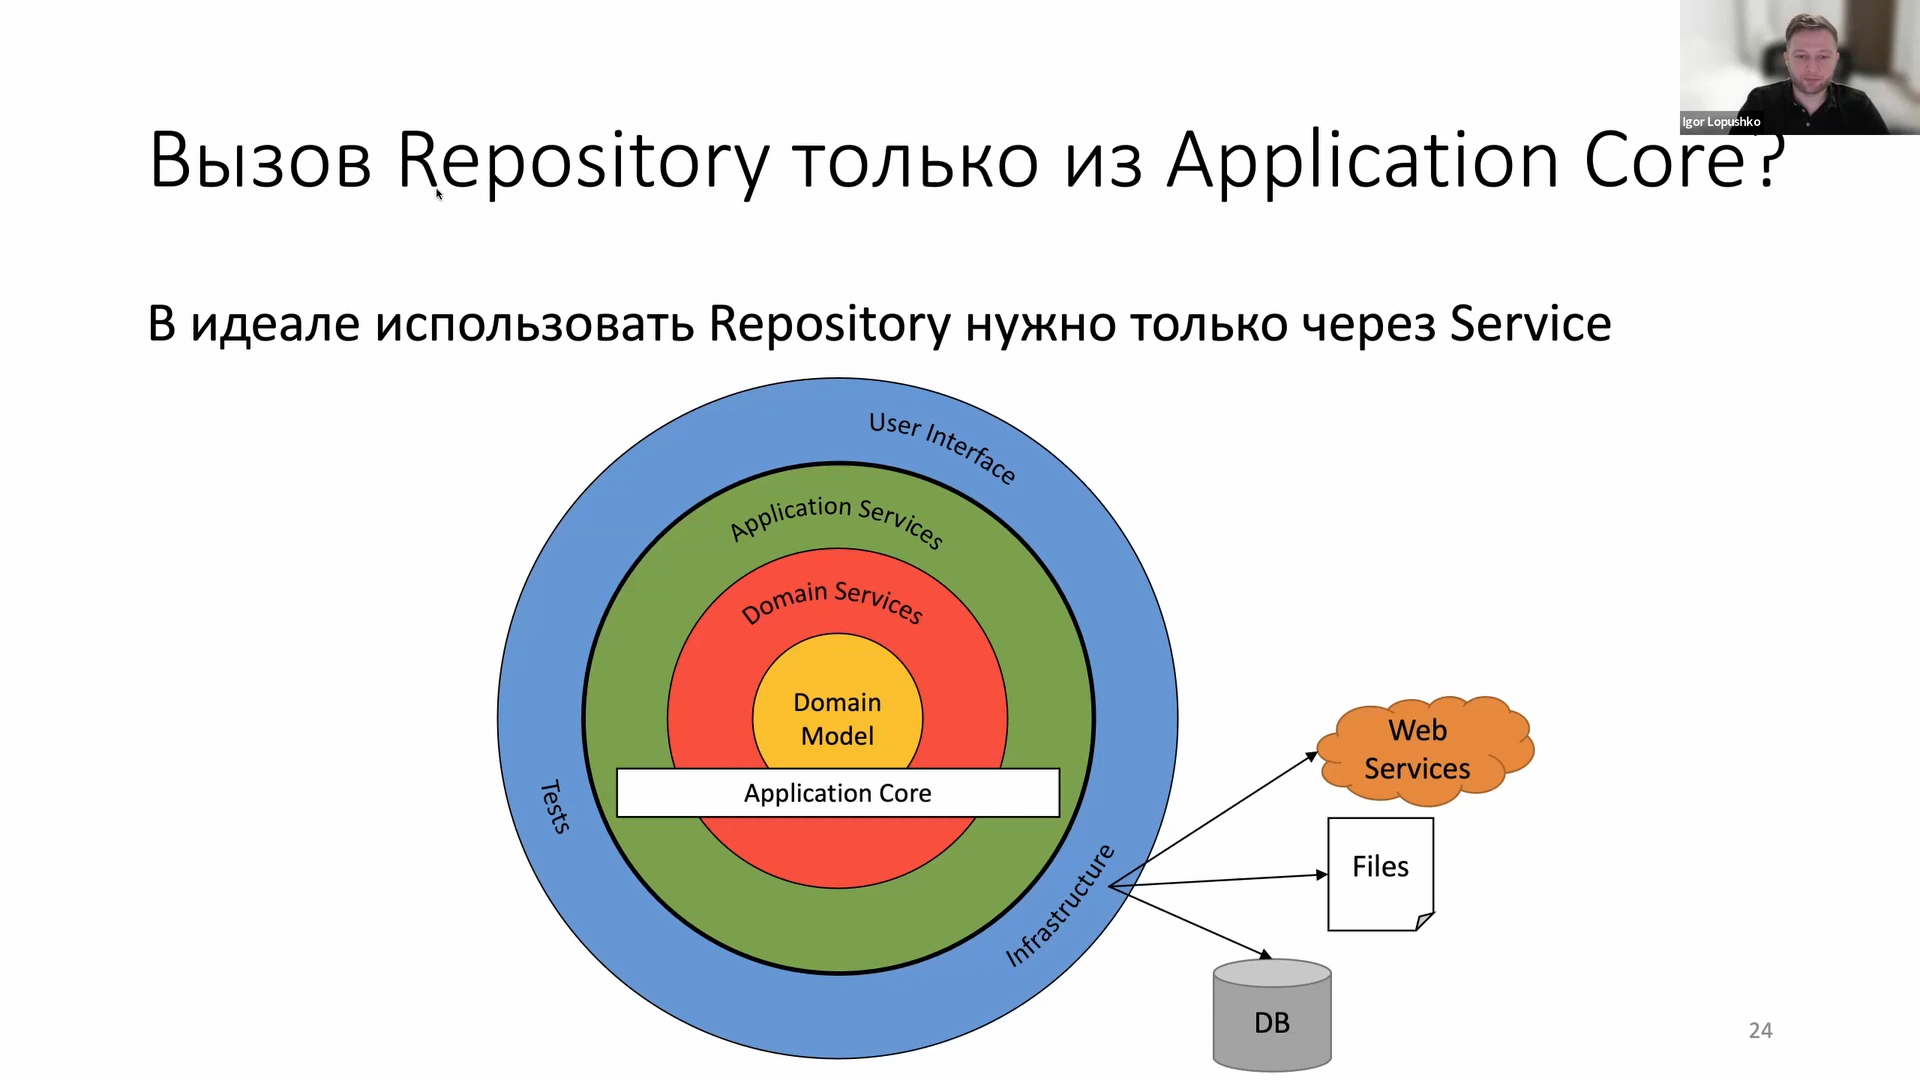 Igor Lopushko
Вызов Repository только из Application Core?
В идеале использовать Repository нужно только через Service
User Interface
Application Services
Domain Services
Domain
Model
Application Core
Tests
Infrastructure
Web
Services
Files
DB
24